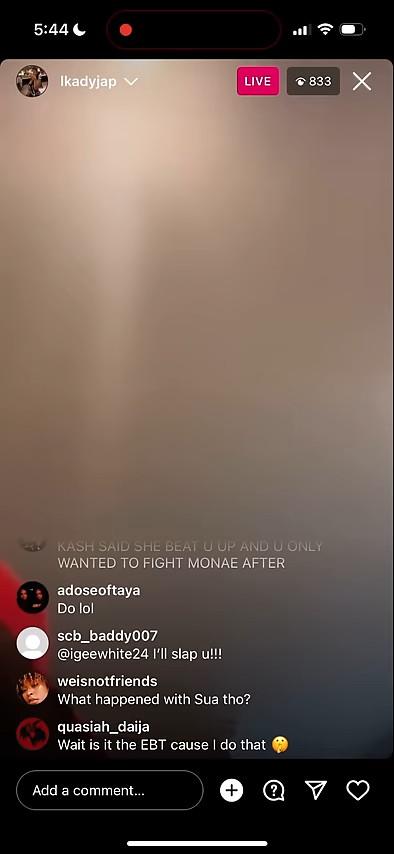 5:44
lkadyjap
LIVE
833
KASH SAID SHE BEAT U UP AND U ONLY
WANTED TO FIGHT MONAE AFTER
adoseoftaya
Do lol
scb_baddy007
@igeewhite24 I'll slap u!!!
weisnotfriends
What happened with Sua tho?
quasiah_daija
Wait is it the EBT cause I do that 🤫
Add a comment...